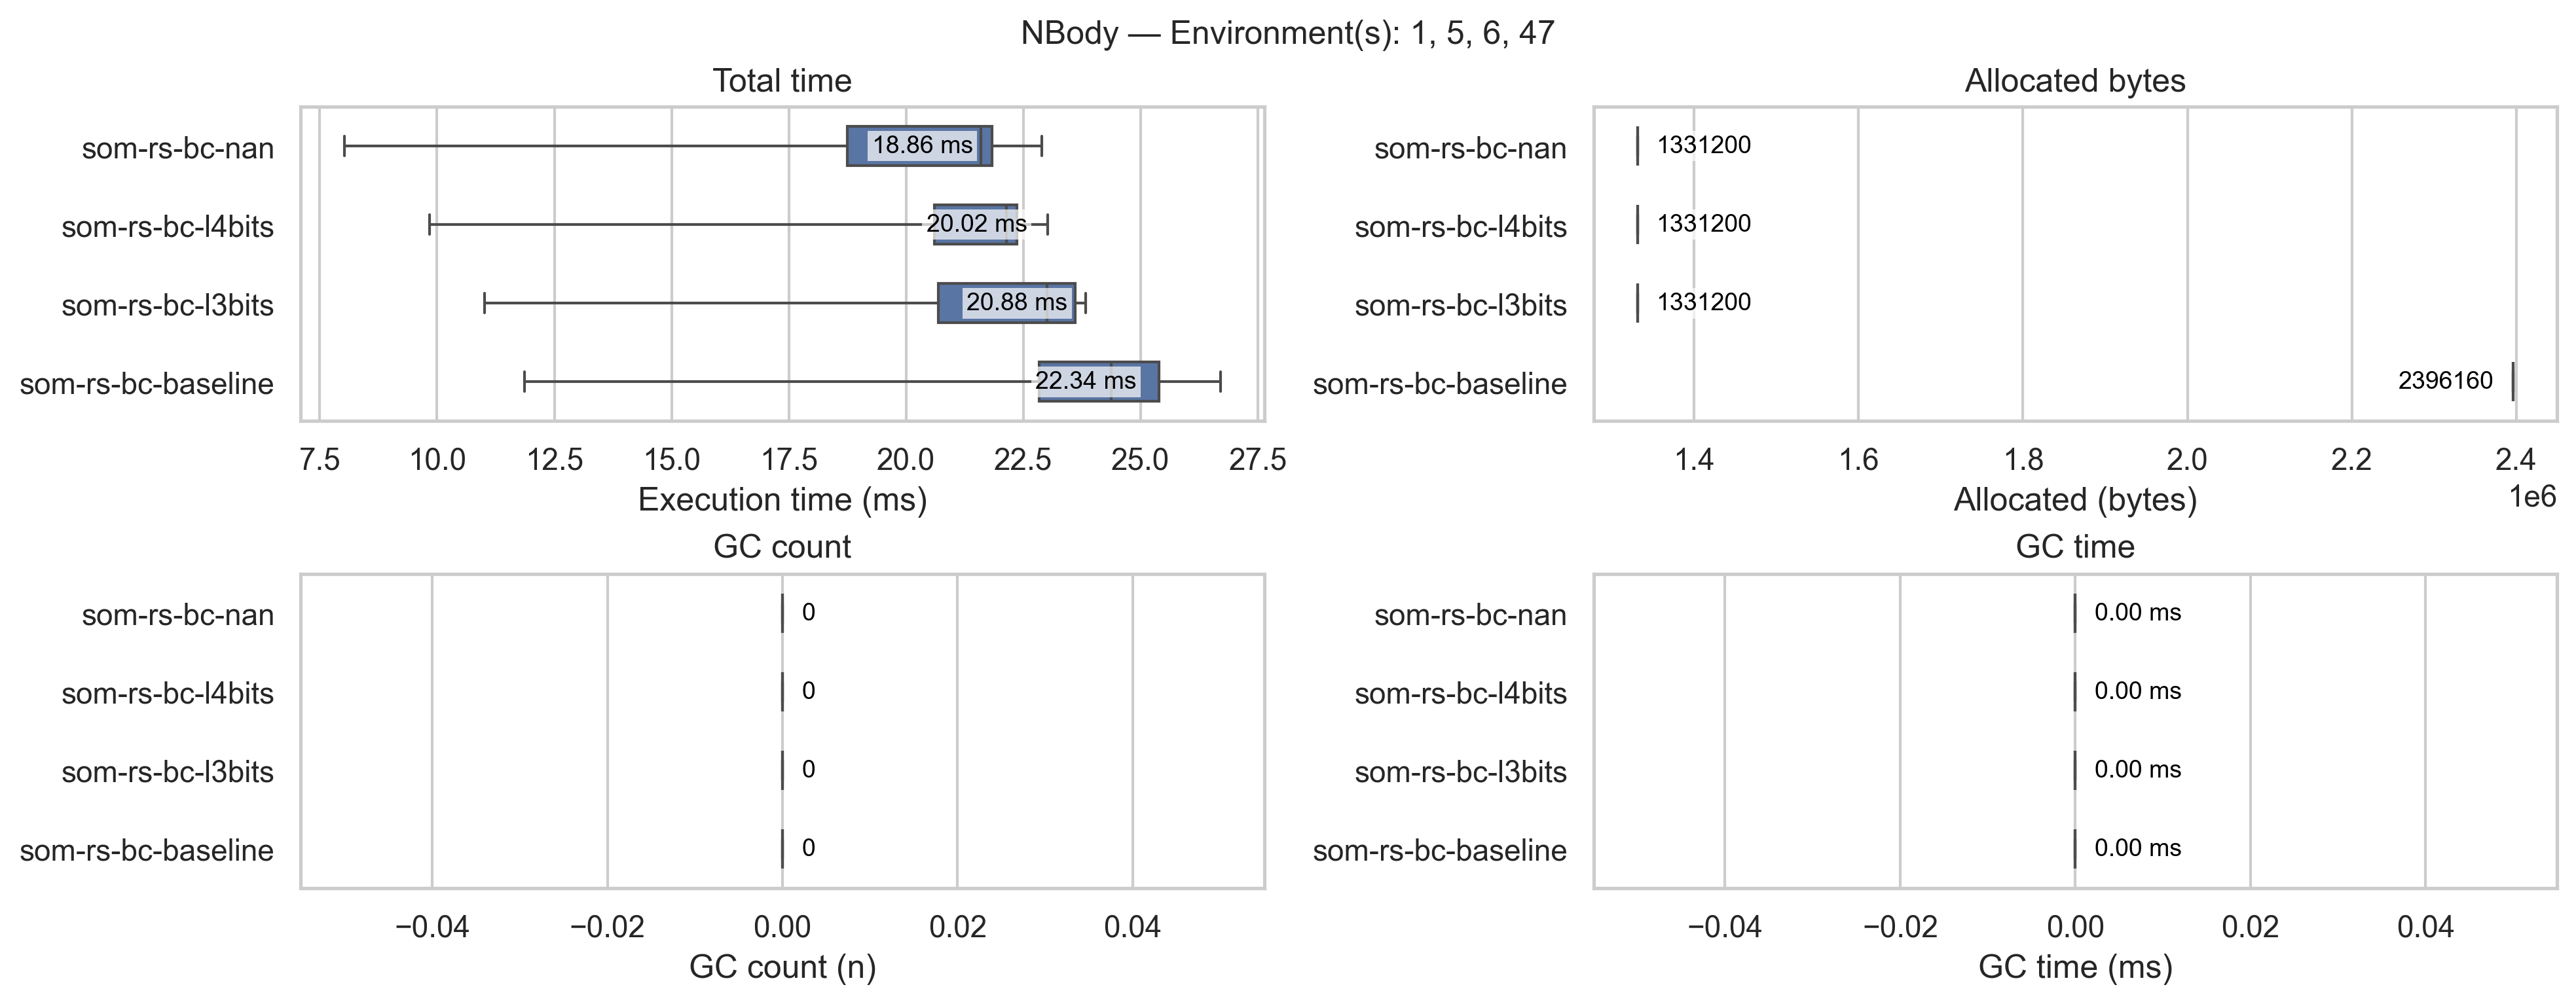 NBody — Environment(s): 1, 5, 6, 47
Total time
som-rs-bc-nan
18.86 ms
som-rs-bc-l4bits
20.02 ms
som-rs-bc-l3bits
20.88 ms
som-rs-bc-baseline
22.34 ms
7.5 10.0 12.5 15.0 17.5 20.0 22.5 25.0 27.5
Execution time (ms)
Allocated bytes
som-rs-bc-nan
1331200
som-rs-bc-l4bits
1331200
som-rs-bc-l3bits
1331200
som-rs-bc-baseline
2396160
1.4 1.6 1.8 2.0 2.2 2.4
1e6
Allocated (bytes)
GC count
som-rs-bc-nan
0
som-rs-bc-l4bits
0
som-rs-bc-l3bits
0
som-rs-bc-baseline
0
−0.04 −0.02 0.00 0.02 0.04
GC count (n)
GC time
som-rs-bc-nan
0.00 ms
som-rs-bc-l4bits
0.00 ms
som-rs-bc-l3bits
0.00 ms
som-rs-bc-baseline
0.00 ms
−0.04 −0.02 0.00 0.02 0.04
GC time (ms)